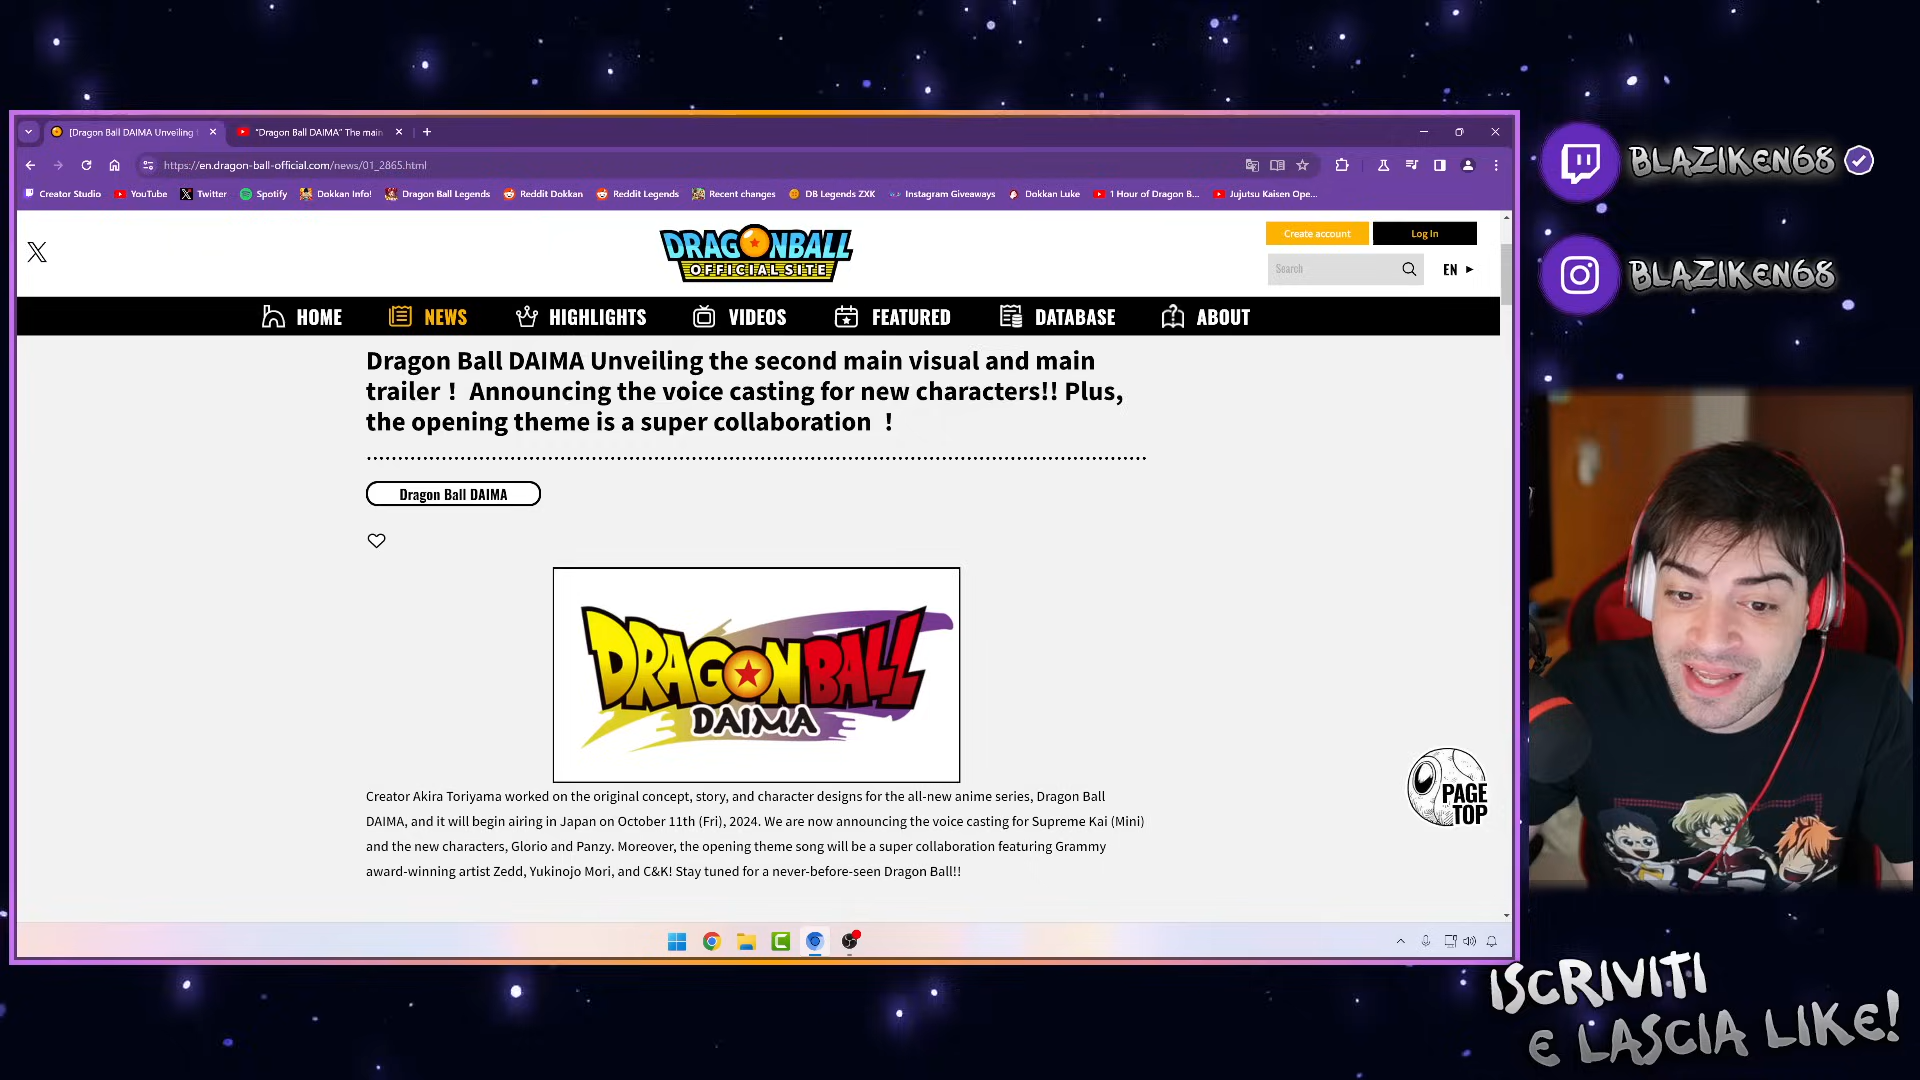 [Dragon Ball DAIMA Unveiling t
"Dragon Ball DAIMA" The main
https://en.dragon-ball-official.com/news/01_2865.html
Creator Studio
YouTube
Twitter
Spotify
Dokkan Info!
Dragon Ball Legends
Reddit Dokkan
Reddit Legends
Recent changes
DB Legends ZXK
Instagram Giveaways
Dokkan Luke
1 Hour of Dragon B...
Jujutsu Kaisen Ope...
DRAGONBALL
OFFICIAL SITE
Create account
Log In
Search
EN
HOME
NEWS
HIGHLIGHTS
VIDEOS
FEATURED
DATABASE
ABOUT
Dragon Ball DAIMA Unveiling the second main visual and main
trailer！ Announcing the voice casting for new characters!! Plus,
the opening theme is a super collaboration ！
Dragon Ball DAIMA
DRAGON BALL
DAIMA
Creator Akira Toriyama worked on the original concept, story, and character designs for the all-new anime series, Dragon Ball
DAIMA, and it will begin airing in Japan on October 11th (Fri), 2024. We are now announcing the voice casting for Supreme Kai (Mini)
and the new characters, Glorio and Panzy. Moreover, the opening theme song will be a super collaboration featuring Grammy
award-winning artist Zedd, Yukinojo Mori, and C&K! Stay tuned for a never-before-seen Dragon Ball!!
PAGE
TOP
BLAZIKEN68
BLAZIKEN68
ISCRIVITI
E LASCIA LIKE!